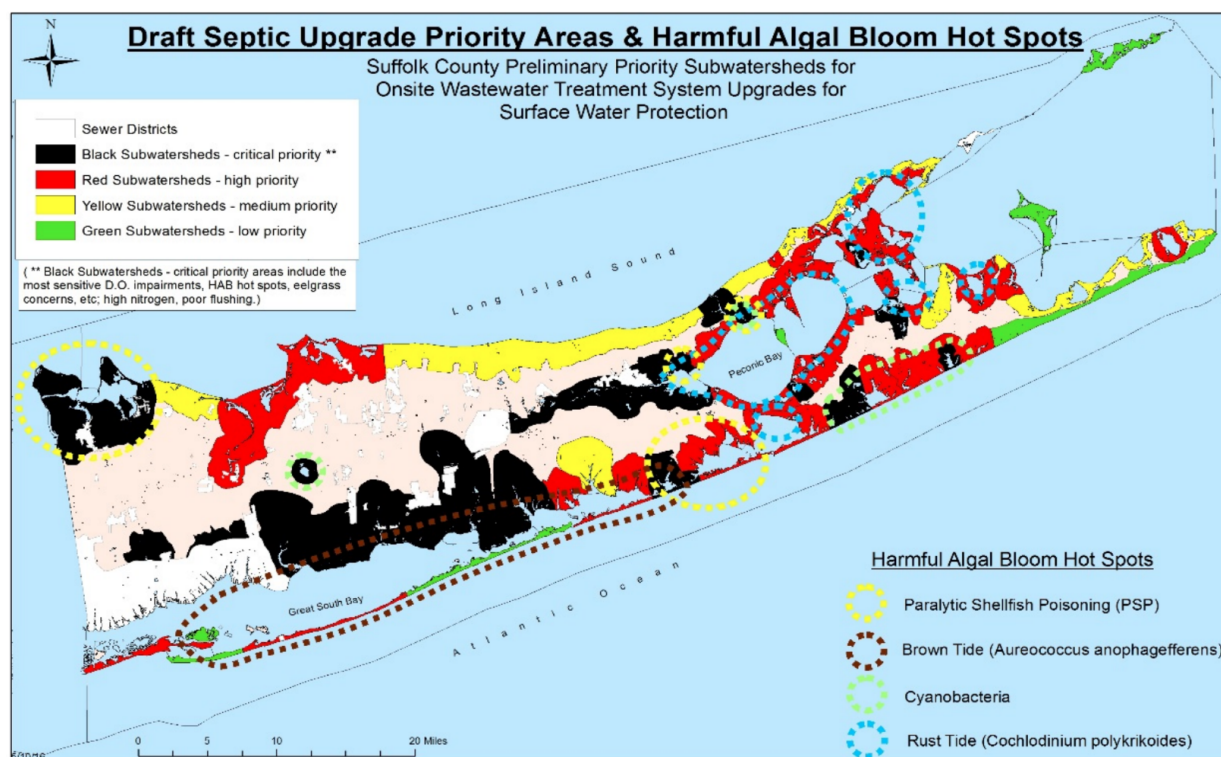 N
Draft Septic Upgrade Priority Areas & Harmful Algal Bloom Hot Spots
Suffolk County Preliminary Priority Subwatersheds for
Onsite Wastewater Treatment System Upgrades for
Surface Water Protection
Sewer Districts
Black Subwatersheds - critical priority **
Red Subwatersheds - high priority
Yellow Subwatersheds - medium priority
Green Subwatersheds - low priority
( ** Black Subwatersheds - critical priority areas include the
most sensitive D.O. impairments, HAB hot spots, eelgrass
concerns, etc; high nitrogen, poor flushing.)
Long Island Sound
Peconic Bay
Great South Bay
Atlantic Ocean
Harmful Algal Bloom Hot Spots
Paralytic Shellfish Poisoning (PSP)
Brown Tide (Aureococcus anophagefferens)
Cyanobacteria
Rust Tide (Cochlodinium polykrikoides)
0 5 10 20 Miles